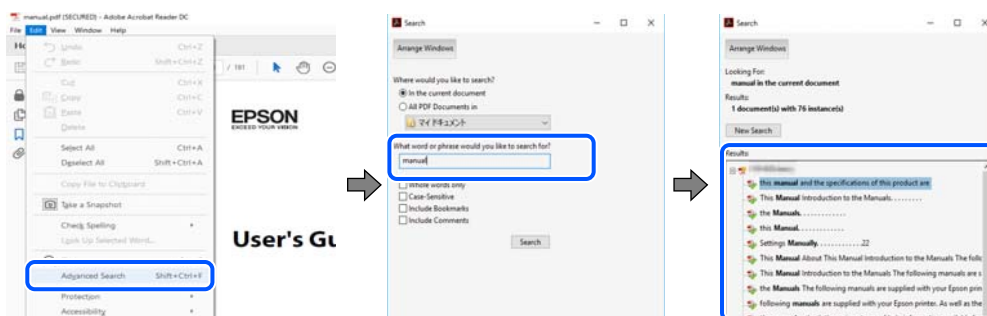 manual.pdf (SECURED) - Adobe Acrobat Reader DC
File Edit View Window Help
Undo Ctrl+Z
Redo Shift+Ctrl+Z
Cut Ctrl+X
Copy Ctrl+C
Paste Ctrl+V
Delete
Select All Ctrl+A
Deselect All Shift+Ctrl+A
Copy File to Clipboard
Take a Snapshot
Check Spelling
Look Up Selected Word...
Advanced Search Shift+Ctrl+F
Protection
Accessibility
/ 181
EPSON
EXCEED YOUR VISION
User's Gu
Search
Arrange Windows
Where would you like to search?
In the current document
All PDF Documents in
マイ ドキュメント
What word or phrase would you like to search for?
manual
Whole words only
Case-Sensitive
Include Bookmarks
Include Comments
Search
Search
Arrange Windows
Looking For:
manual in the current document
Results:
1 document(s) with 76 instance(s)
New Search
Results:
this manual and the specifications of this product are
This Manual Introduction to the Manuals. . . . . . . . .
the Manuals. . . . . . . . . . . . .
this Manual. . . . . . . . . . . . .
Settings Manually. . . . . . . . . . . . .22
This Manual About This Manual Introduction to the Manuals The follo
This Manual Introduction to the Manuals The following manuals are s
the Manuals The following manuals are supplied with your Epson prin
following manuals are supplied with your Epson printer. As well as the